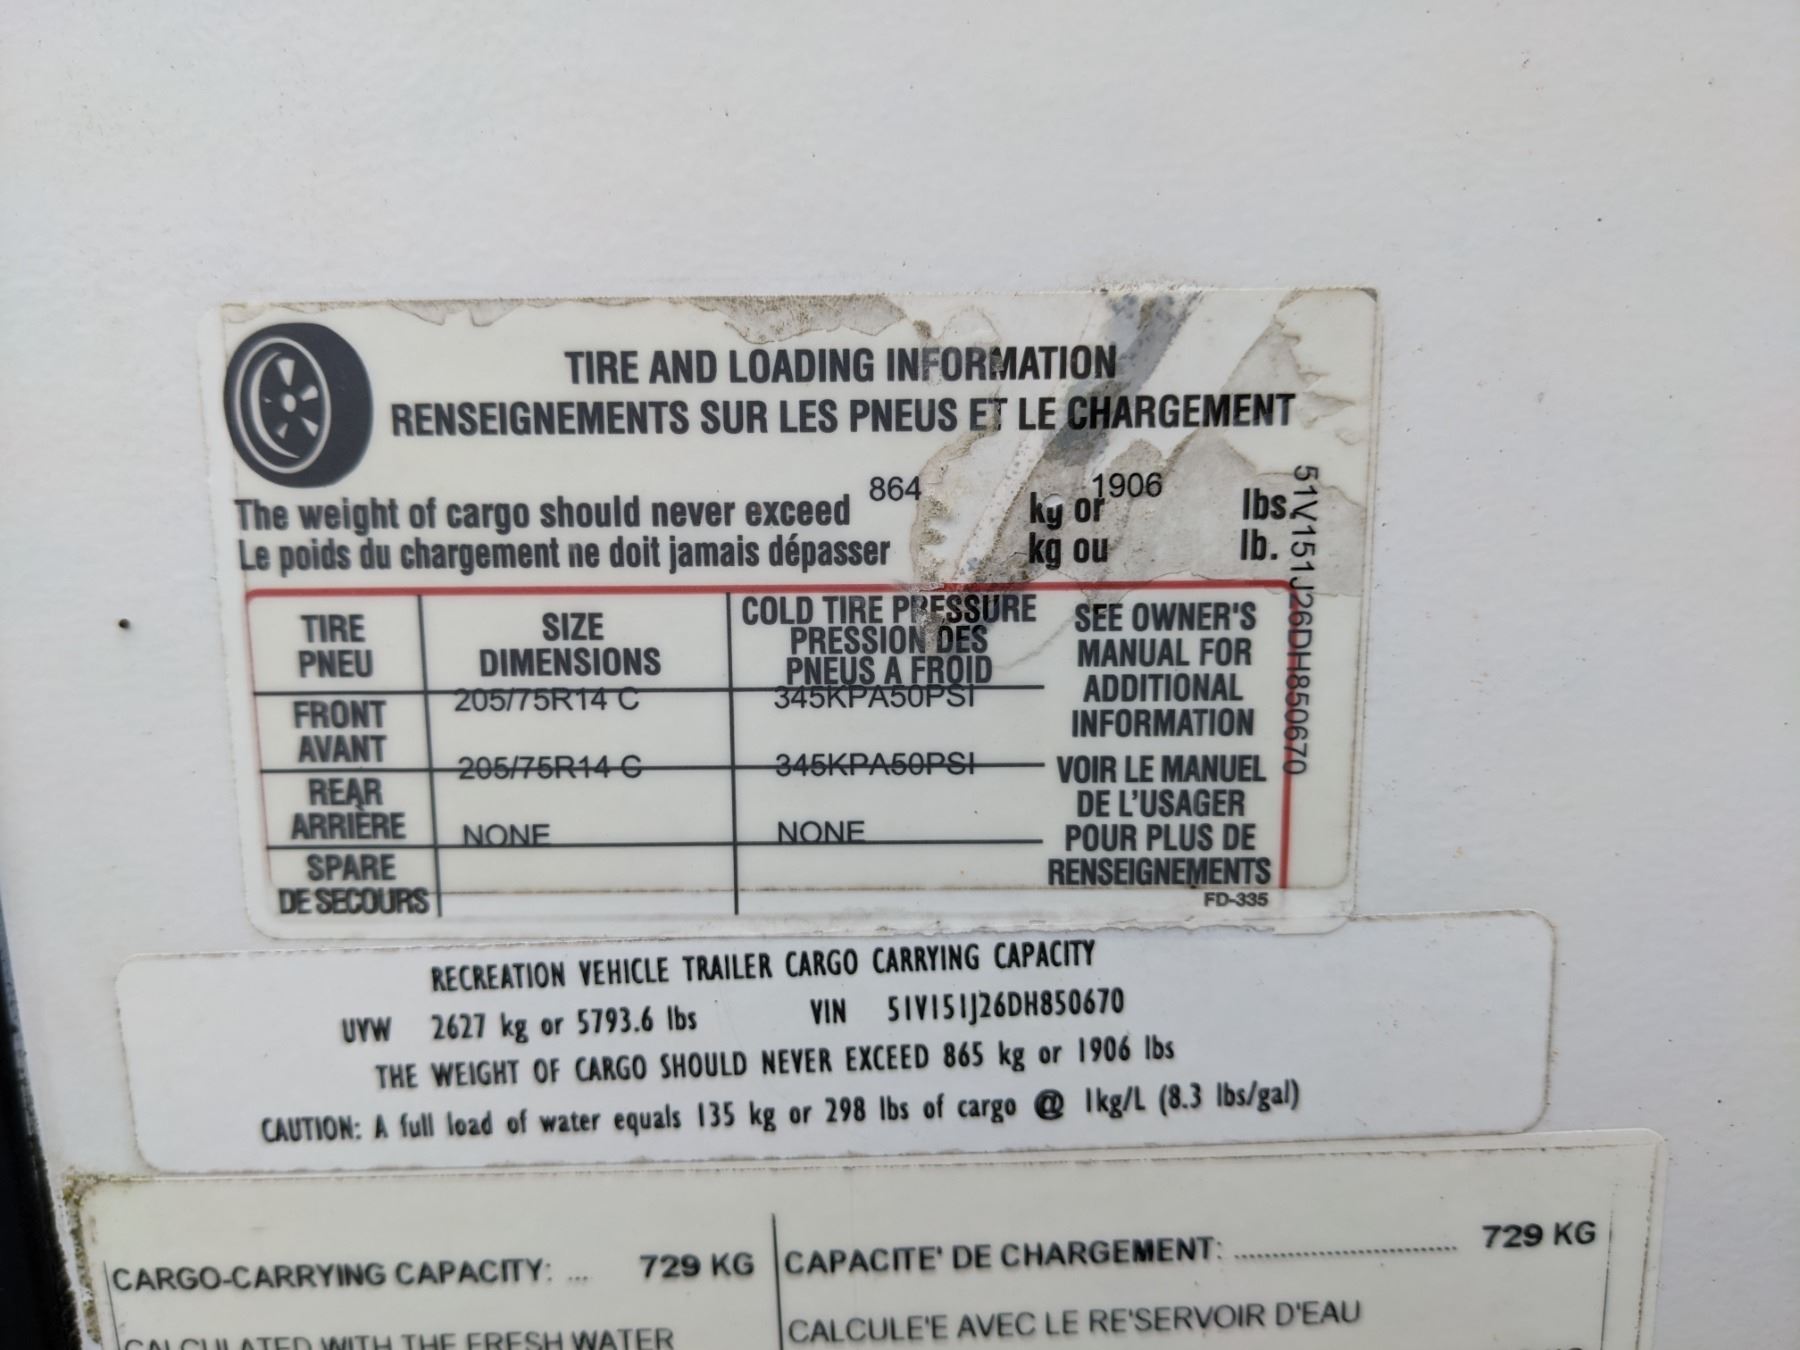 TIRE AND LOADING INFORMATION
RENSEIGNEMENTS SUR LES PNEUS ET LE CHARGEMENT
The weight of cargo should never exceed 864 kg or 1906 lbs.
Le poids du chargement ne doit jamais dépasser kg ou lb.
51V151J26DH850670
TIRE
PNEU
SIZE
DIMENSIONS
COLD TIRE PRESSURE
PRESSION DES
PNEUS A FROID
SEE OWNER'S
MANUAL FOR
ADDITIONAL
INFORMATION
VOIR LE MANUEL
DE L'USAGER
POUR PLUS DE
RENSEIGNEMENTS
FRONT
AVANT
205/75R14 C
345KPA50PSI
REAR
ARRIÈRE
205/75R14 C
345KPA50PSI
SPARE
DE SECOURS
NONE
NONE
FD-335
RECREATION VEHICLE TRAILER CARGO CARRYING CAPACITY
UVW 2627 kg or 5793.6 lbs VIN 51V151J26DH850670
THE WEIGHT OF CARGO SHOULD NEVER EXCEED 865 kg or 1906 lbs
CAUTION: A full load of water equals 135 kg or 298 lbs of cargo @ 1kg/L (8.3 lbs/gal)
CARGO-CARRYING CAPACITY: ... 729 KG
CALCULATED WITH THE FRESH WATER
CAPACITE' DE CHARGEMENT: ................................ 729 KG
CALCULE'E AVEC LE RE'SERVOIR D'EAU